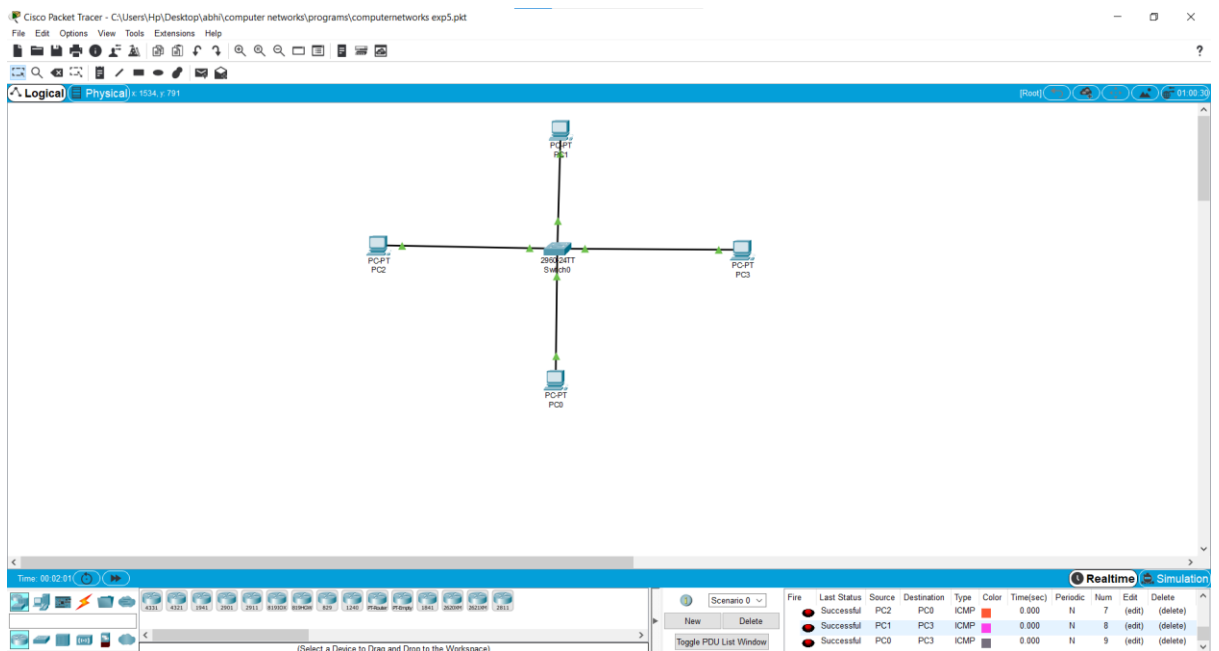 Cisco Packet Tracer - C:\Users\Hp\Desktop\abhi\computer networks\programs\computernetworks exp5.pkt
File Edit Options View Tools Extensions Help
?
Logical Physical x: 1534, y: 791 [Root] 01:00:30
PC-PT
PC1
PC-PT
PC2
2960-24TT
Switch0
PC-PT
PC3
PC-PT
PC0
Time: 00:02:01 Realtime Simulation
4331 4321 1941 2901 2911 819IOX 819HGW 829 1240 PT-Router PT-Empty 1841 2620XM 2621XM 2811
(Select a Device to Drag and Drop to the Workspace)
Scenario 0
New Delete
Toggle PDU List Window
Fire Last Status Source Destination Type Color Time(sec) Periodic Num Edit Delete
Successful PC2 PC0 ICMP 0.000 N 7 (edit) (delete)
Successful PC1 PC3 ICMP 0.000 N 8 (edit) (delete)
Successful PC0 PC3 ICMP 0.000 N 9 (edit) (delete)